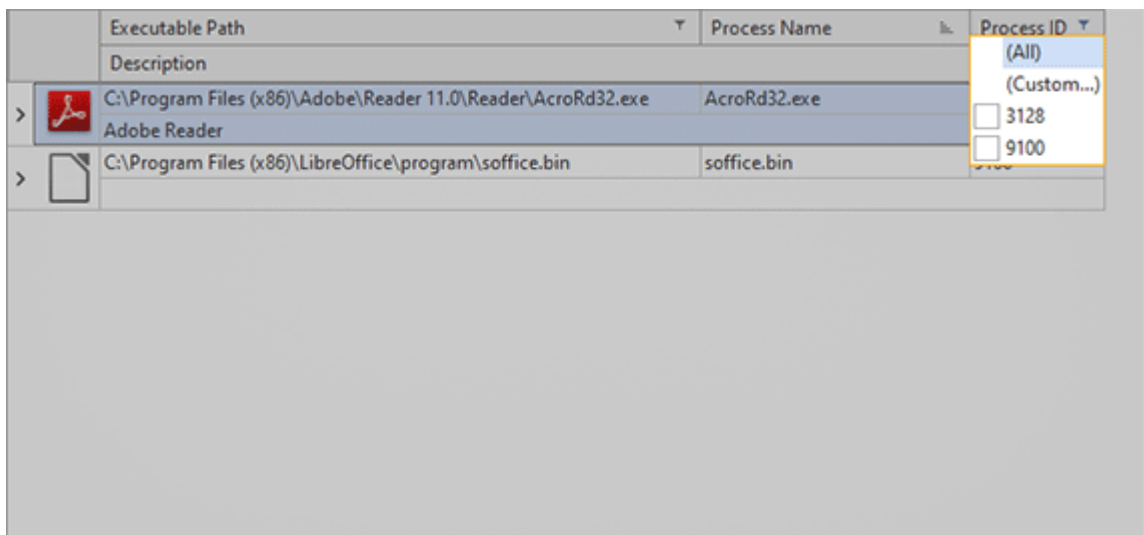 Executable Path Process Name Process ID
Description
(All)
(Custom...)
3128
9100
C:\Program Files (x86)\Adobe\Reader 11.0\Reader\AcroRd32.exe AcroRd32.exe
Adobe Reader
C:\Program Files (x86)\LibreOffice\program\soffice.bin soffice.bin